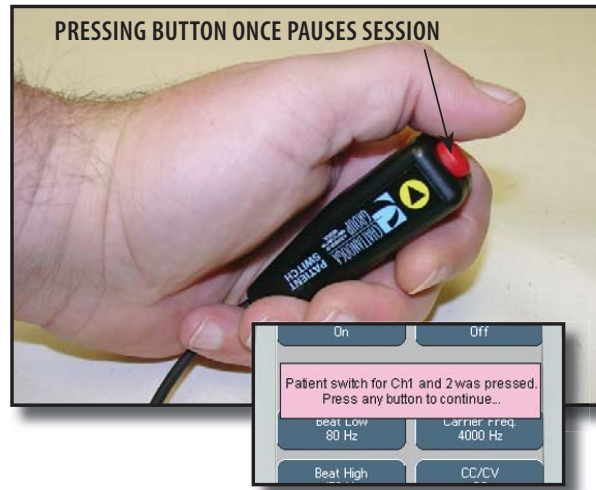 PRESSING BUTTON ONCE PAUSES SESSION
CHATTANOOGA
GROUP
PATIENT
SWITCH
On
Off
Patient switch for Ch1 and 2 was pressed.
Press any button to continue...
Beat Low
80 Hz
Carrier Freq.
4000 Hz
Beat High
CC/CV